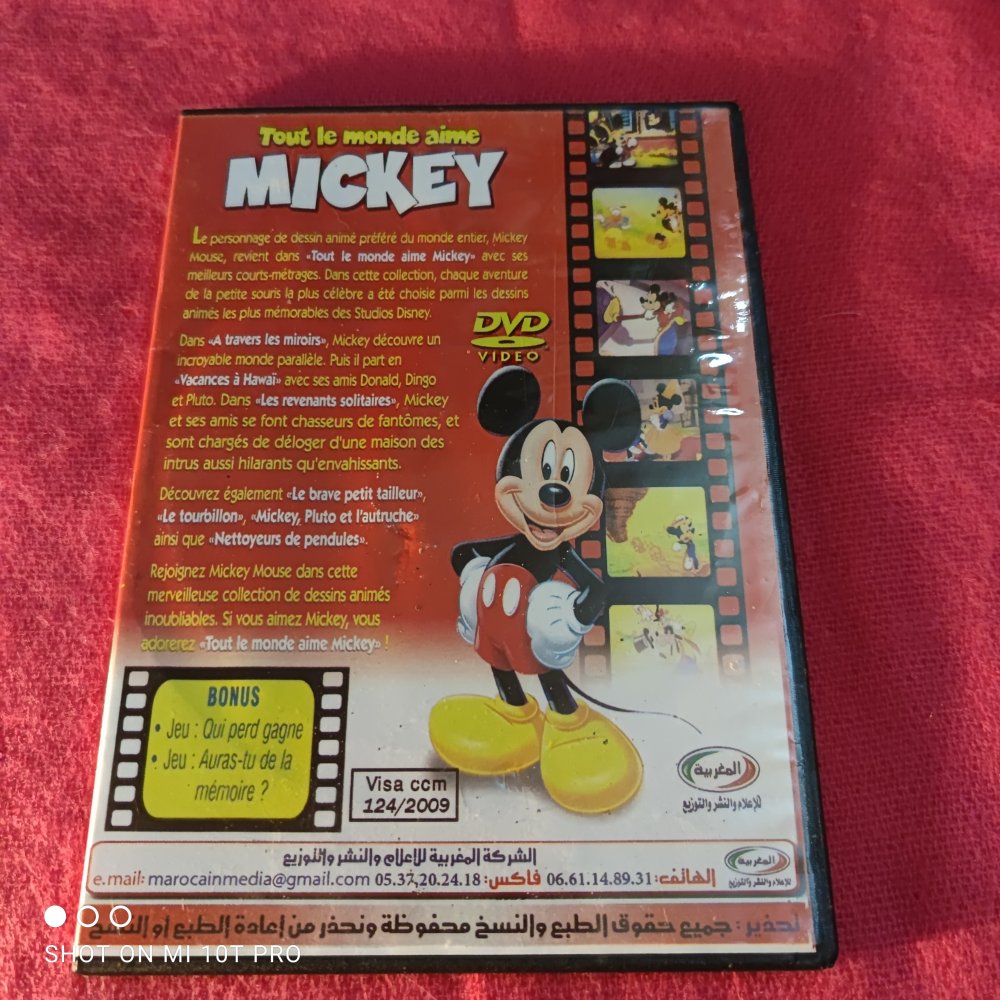 Tout le monde aime
MICKEY
Le personnage de dessin animé préféré du monde entier, Mickey
Mouse, revient dans «Tout le monde aime Mickey» avec ses
meilleurs courts-métrages. Dans cette collection, chaque aventure
de la petite souris la plus célèbre a été choisie parmi les dessins
animés les plus mémorables des Studios Disney.
DVD
VIDEO
Dans «A travers les miroirs», Mickey découvre un
incroyable monde parallèle. Puis il part en
«Vacances à Hawaï» avec ses amis Donald, Dingo
et Pluto. Dans «Les revenants solitaires», Mickey
et ses amis se font chasseurs de fantômes, et
sont chargés de déloger d'une maison des
intrus aussi hilarants qu'envahissants.
Découvrez également «Le brave petit tailleur»,
«Le tourbillon», «Mickey, Pluto et l'autruche»
ainsi que «Nettoyeurs de pendules».
Rejoignez Mickey Mouse dans cette
merveilleuse collection de dessins animés
inoubliables. Si vous aimez Mickey, vous
adorerez «Tout le monde aime Mickey» !
BONUS
• Jeu : Qui perd gagne
• Jeu : Auras-tu de la
mémoire ?
Visa ccm
124/2009
المغربية
للإعلام والنشر والتوزيع
الشركة المغربية للإعلام والنشر والتوزيع
الهاتف: 06.61.14.89.31 فاكس: 05.37.20.24.18 e.mail: marocainmedia@gmail.com
المغربية
للإعلام والنشر والتوزيع
تحذير : جميع حقوق الطبع والنسخ محفوظة ونحذر من إعادة الطبع او النسخ
SHOT ON MI 10T PRO